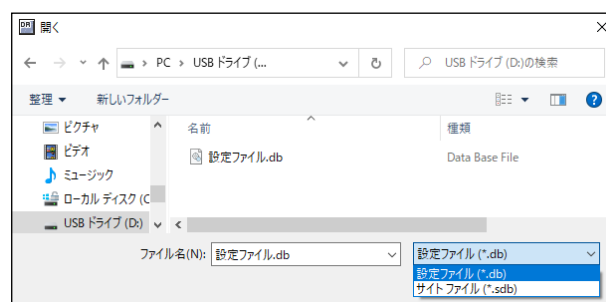 開く
PC › USB ドライブ (...
USB ドライブ (D:)の検索
整理 新しいフォルダー
ピクチャ
ビデオ
ミュージック
ローカル ディスク (C
USB ドライブ (D:)
名前 種類
設定ファイル.db Data Base File
ファイル名(N): 設定ファイル.db 設定ファイル (*.db)
設定ファイル (*.db)
サイト ファイル (*.sdb)